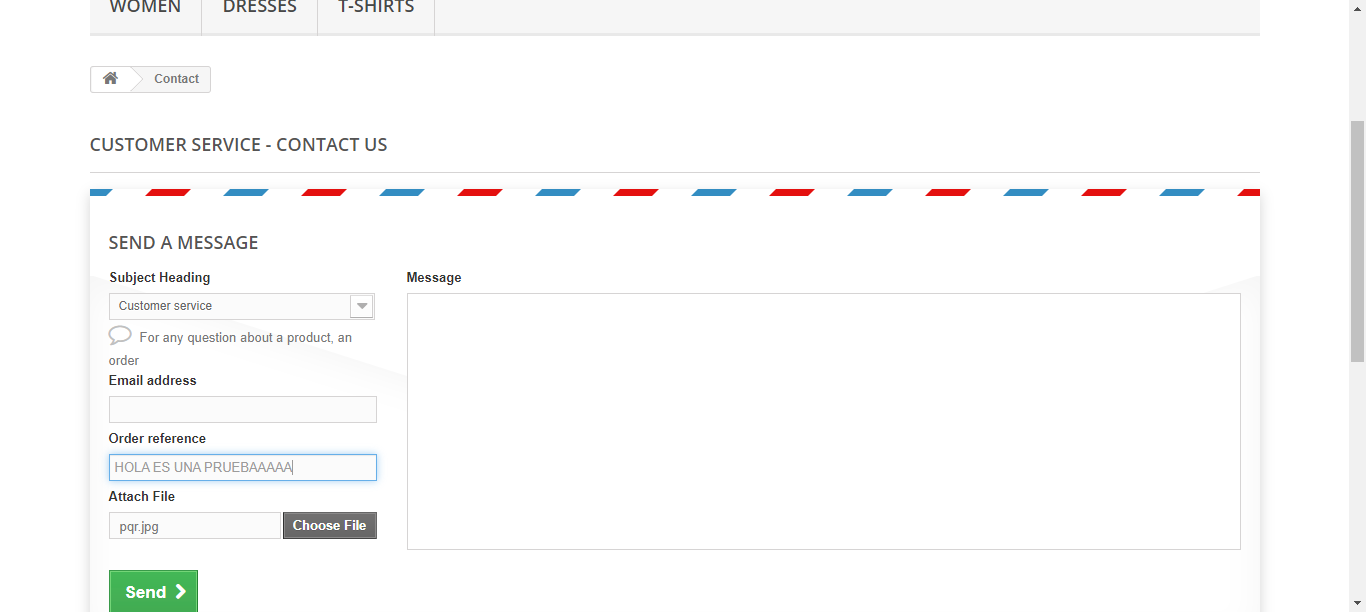 WOMEN DRESSES T-SHIRTS
Contact
CUSTOMER SERVICE - CONTACT US
SEND A MESSAGE
Subject Heading
Customer service
For any question about a product, an
order
Email address
Order reference
HOLA ES UNA PRUEBAAAAA
Attach File
pqr.jpg Choose File
Send
Message